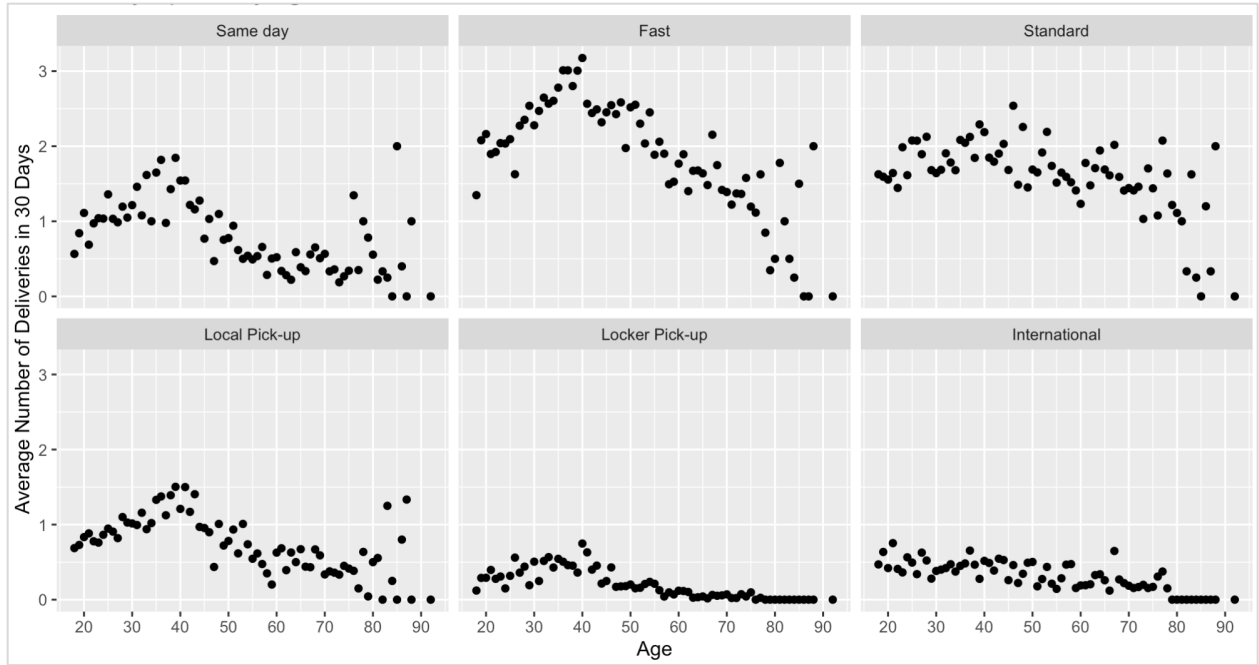 Same day
Fast
Standard
3
2
1
0
Local Pick-up
Locker Pick-up
International
3
2
1
0
20 30 40 50 60 70 80 90
20 30 40 50 60 70 80 90
20 30 40 50 60 70 80 90
Average Number of Deliveries in 30 Days
Age